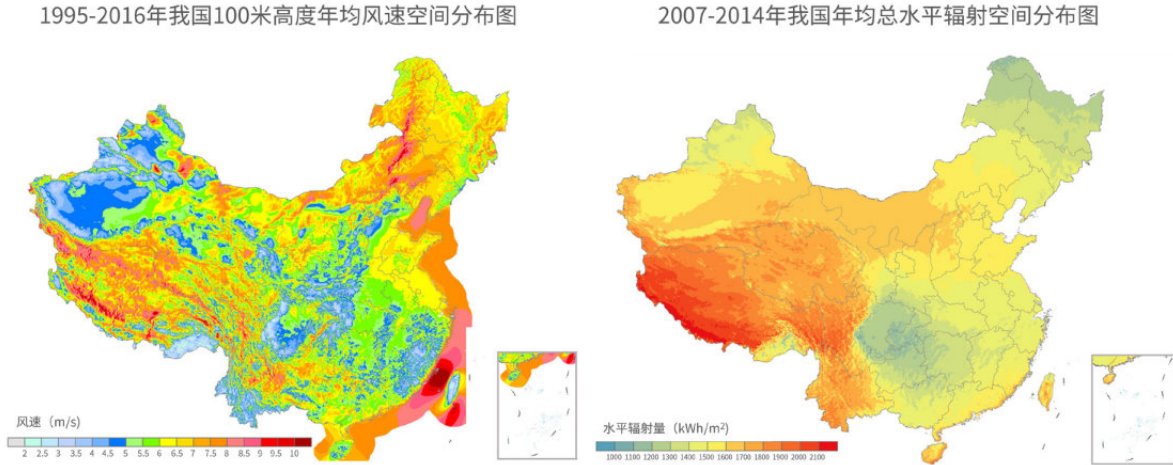 1995-2016年我国100米高度年均风速空间分布图
2007-2014年我国年均总水平辐射空间分布图
风速（m/s）
2 2.5 3 3.5 4 4.5 5 5.5 6 6.5 7 7.5 8 8.5 9 9.5 10
水平辐射量（kWh/m²）
1000 1100 1200 1300 1400 1500 1600 1700 1800 1900 2000 2100